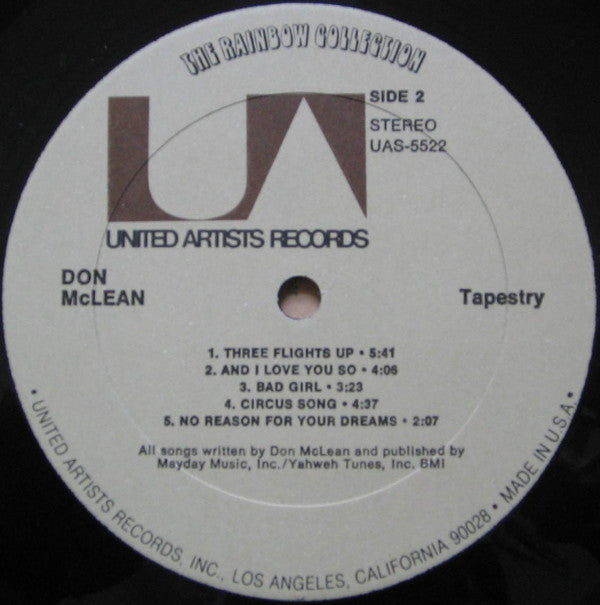 THE RAINBOW COLLECTION
UA
SIDE 2
STEREO
UAS-5522
UNITED ARTISTS RECORDS
DON
McLEAN
Tapestry
1. THREE FLIGHTS UP • 5:41
2. AND I LOVE YOU SO • 4:06
3. BAD GIRL • 3:23
4. CIRCUS SONG • 4:37
5. NO REASON FOR YOUR DREAMS • 2:07
All songs written by Don McLean and published by
Mayday Music, Inc./Yahweh Tunes, Inc. BMI
• UNITED ARTISTS RECORDS, INC., LOS ANGELES, CALIFORNIA 90028 • MADE IN U.S.A. •